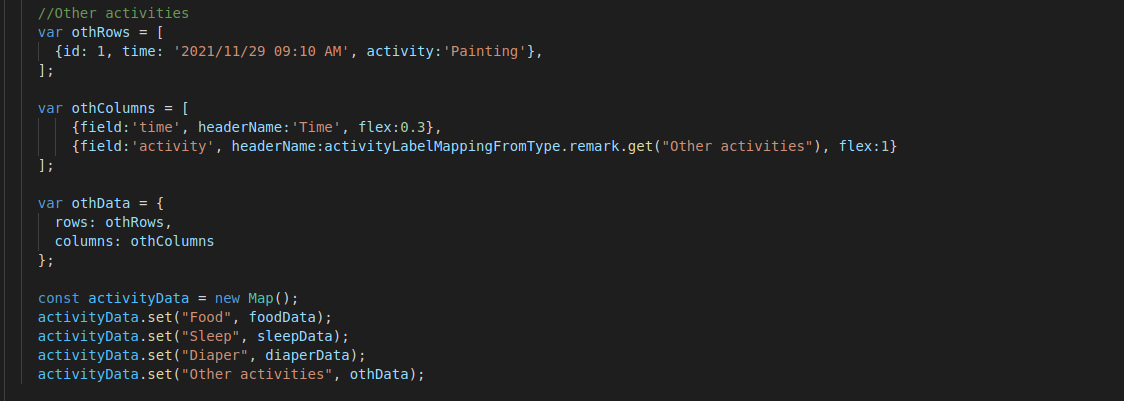 //Other activities
var othRows = [
{id: 1, time: '2021/11/29 09:10 AM', activity:'Painting'},
];
var othColumns = [
{field:'time', headerName:'Time', flex:0.3},
{field:'activity', headerName:activityLabelMappingFromType.remark.get("Other activities"), flex:1}
];
var othData = {
rows: othRows,
columns: othColumns
};
const activityData = new Map();
activityData.set("Food", foodData);
activityData.set("Sleep", sleepData);
activityData.set("Diaper", diaperData);
activityData.set("Other activities", othData);